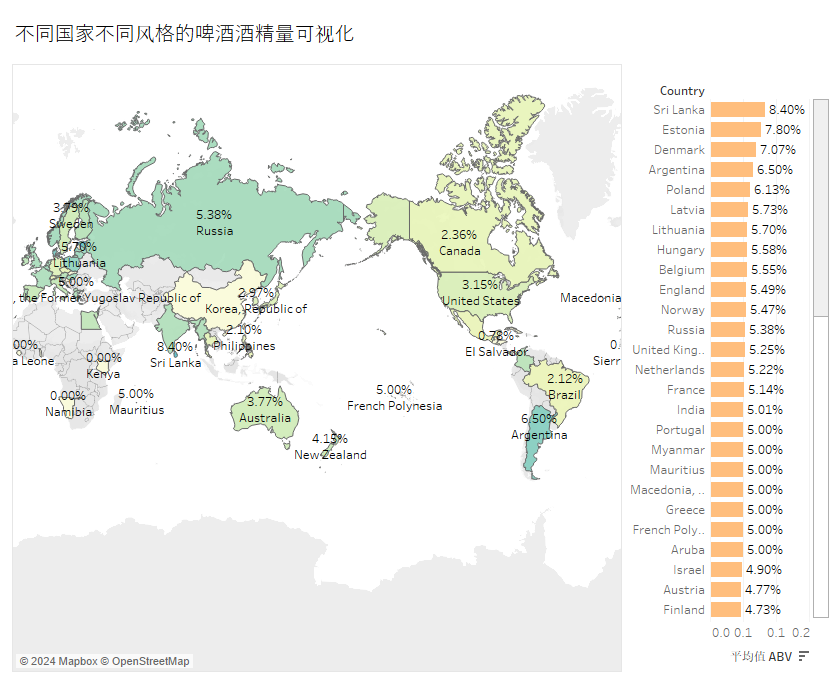 不同国家不同风格的啤酒酒精量可视化
3.79%
Sweden
5.70%
Lithuania
5.00%
, the Former Yugoslav Republic of
5.38%
Russia
2.97%
Korea, Republic of
2.10%
Philippines
8.40%
Sri Lanka
00%
a Leone
0.00%
Kenya
0.00%
Namibia
5.00%
Mauritius
3.77%
Australia
4.15%
New Zealand
5.00%
French Polynesia
2.36%
Canada
3.15%
United States
0.78%
El Salvador
Macedonia
0.
Sierr
2.12%
Brazil
6.50%
Argentina
© 2024 Mapbox © OpenStreetMap
Country
Sri Lanka 8.40%
Estonia 7.80%
Denmark 7.07%
Argentina 6.50%
Poland 6.13%
Latvia 5.73%
Lithuania 5.70%
Hungary 5.58%
Belgium 5.55%
England 5.49%
Norway 5.47%
Russia 5.38%
United King.. 5.25%
Netherlands 5.22%
France 5.14%
India 5.01%
Portugal 5.00%
Myanmar 5.00%
Mauritius 5.00%
Macedonia, .. 5.00%
Greece 5.00%
French Poly.. 5.00%
Aruba 5.00%
Israel 4.90%
Austria 4.77%
Finland 4.73%
0.0 0.1 0.1 0.2
平均值 ABV